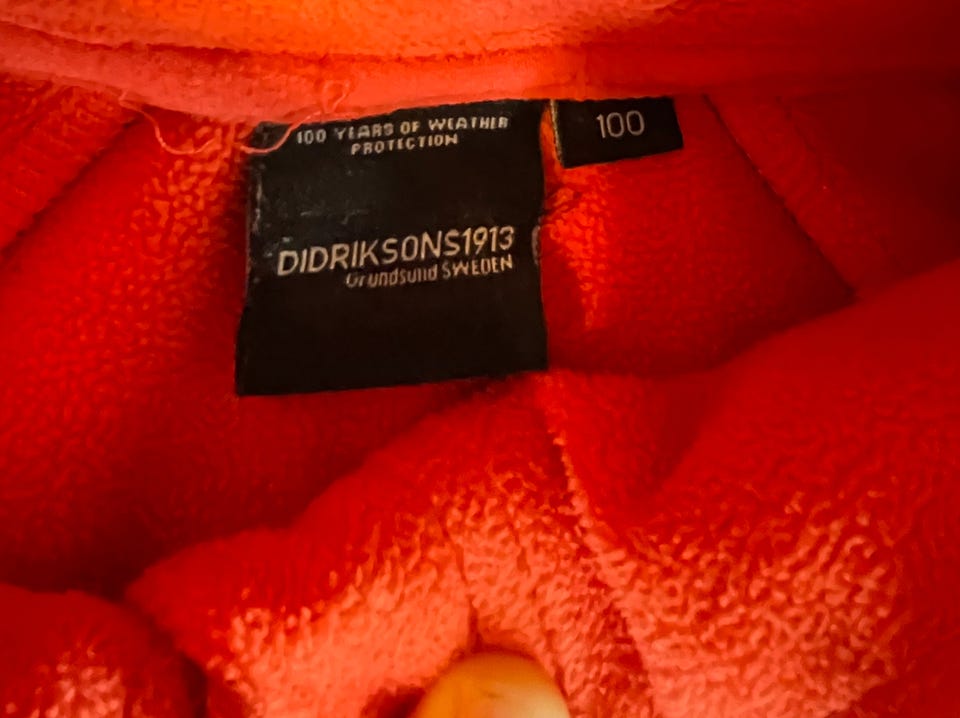 100 YEARS OF WEATHER
PROTECTION
100
DIDRIKSONS1913
Grundsund SWEDEN